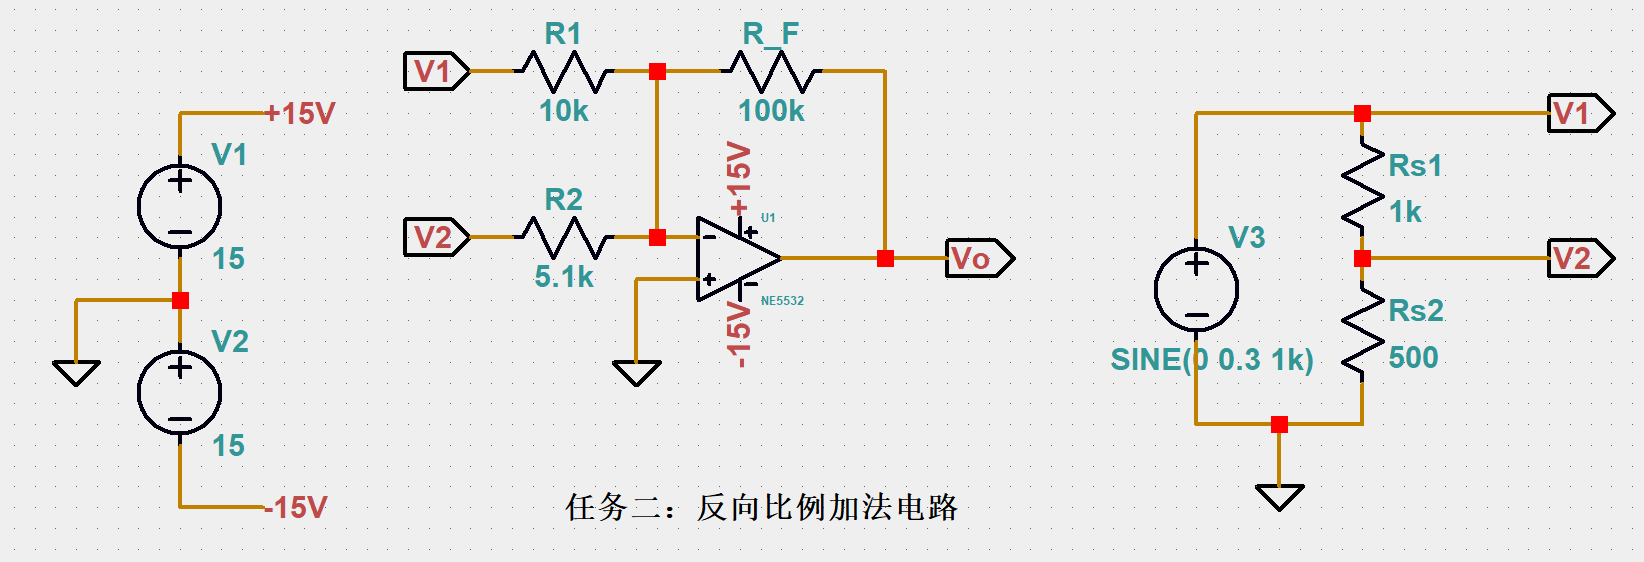 +15V
V1
15
V2
15
-15V
V1
R1
10k
R_F
100k
V2
R2
5.1k
+15V
U1
NE5532
-15V
Vo
V3
SINE(0 0.3 1k)
Rs1
1k
Rs2
500
V1
V2
任务二：反向比例加法电路